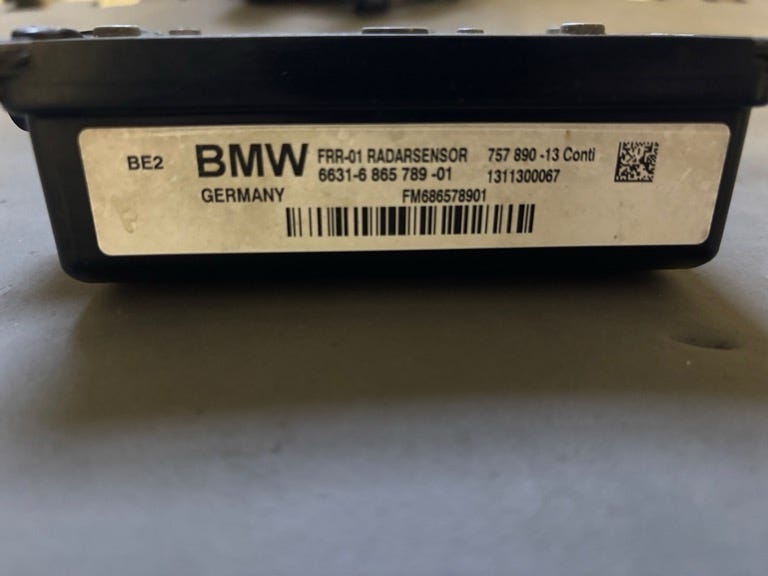 BE2 BMW FRR-01 RADARSENSOR 757 890 -13 Conti
6631-6 865 789 -01 1311300067
GERMANY FM686578901